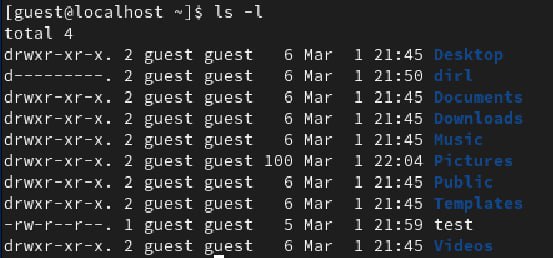 [guest@localhost ~]$ ls -l
total 4
drwxr-xr-x. 2 guest guest   6 Mar  1 21:45 Desktop
d---------. 2 guest guest   6 Mar  1 21:50 dirl
drwxr-xr-x. 2 guest guest   6 Mar  1 21:45 Documents
drwxr-xr-x. 2 guest guest   6 Mar  1 21:45 Downloads
drwxr-xr-x. 2 guest guest   6 Mar  1 21:45 Music
drwxr-xr-x. 2 guest guest 100 Mar  1 22:04 Pictures
drwxr-xr-x. 2 guest guest   6 Mar  1 21:45 Public
drwxr-xr-x. 2 guest guest   6 Mar  1 21:45 Templates
-rw-r--r--. 1 guest guest   5 Mar  1 21:59 test
drwxr-xr-x. 2 guest guest   6 Mar  1 21:45 Videos